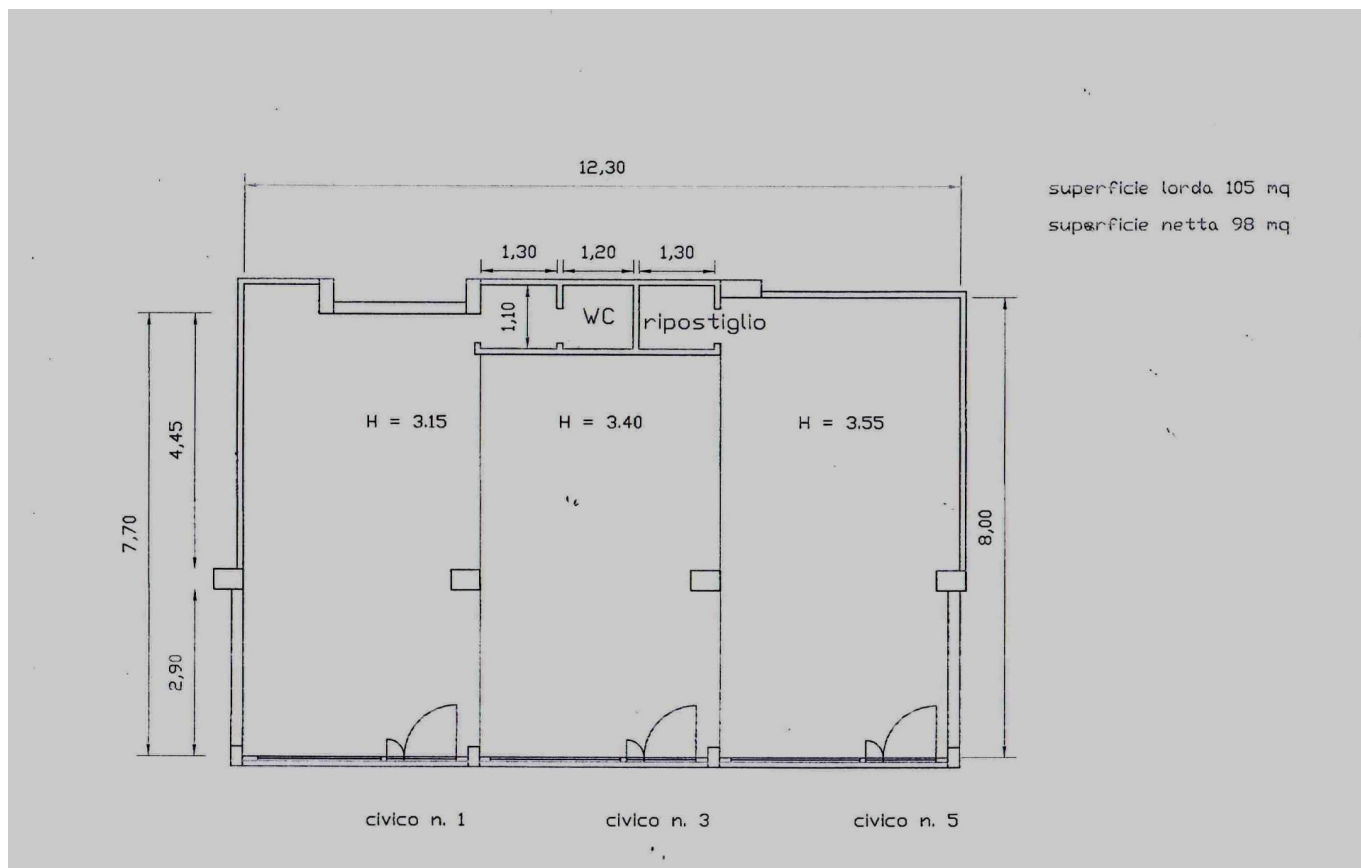 12,30
superficie lorda 105 mq
superficie netta 98 mq
1,30
1,20
1,30
1,10
WC
ripostiglio
H = 3.15
H = 3.40
H = 3.55
4,45
7,70
8,00
2,90
civico n. 1
civico n. 3
civico n. 5